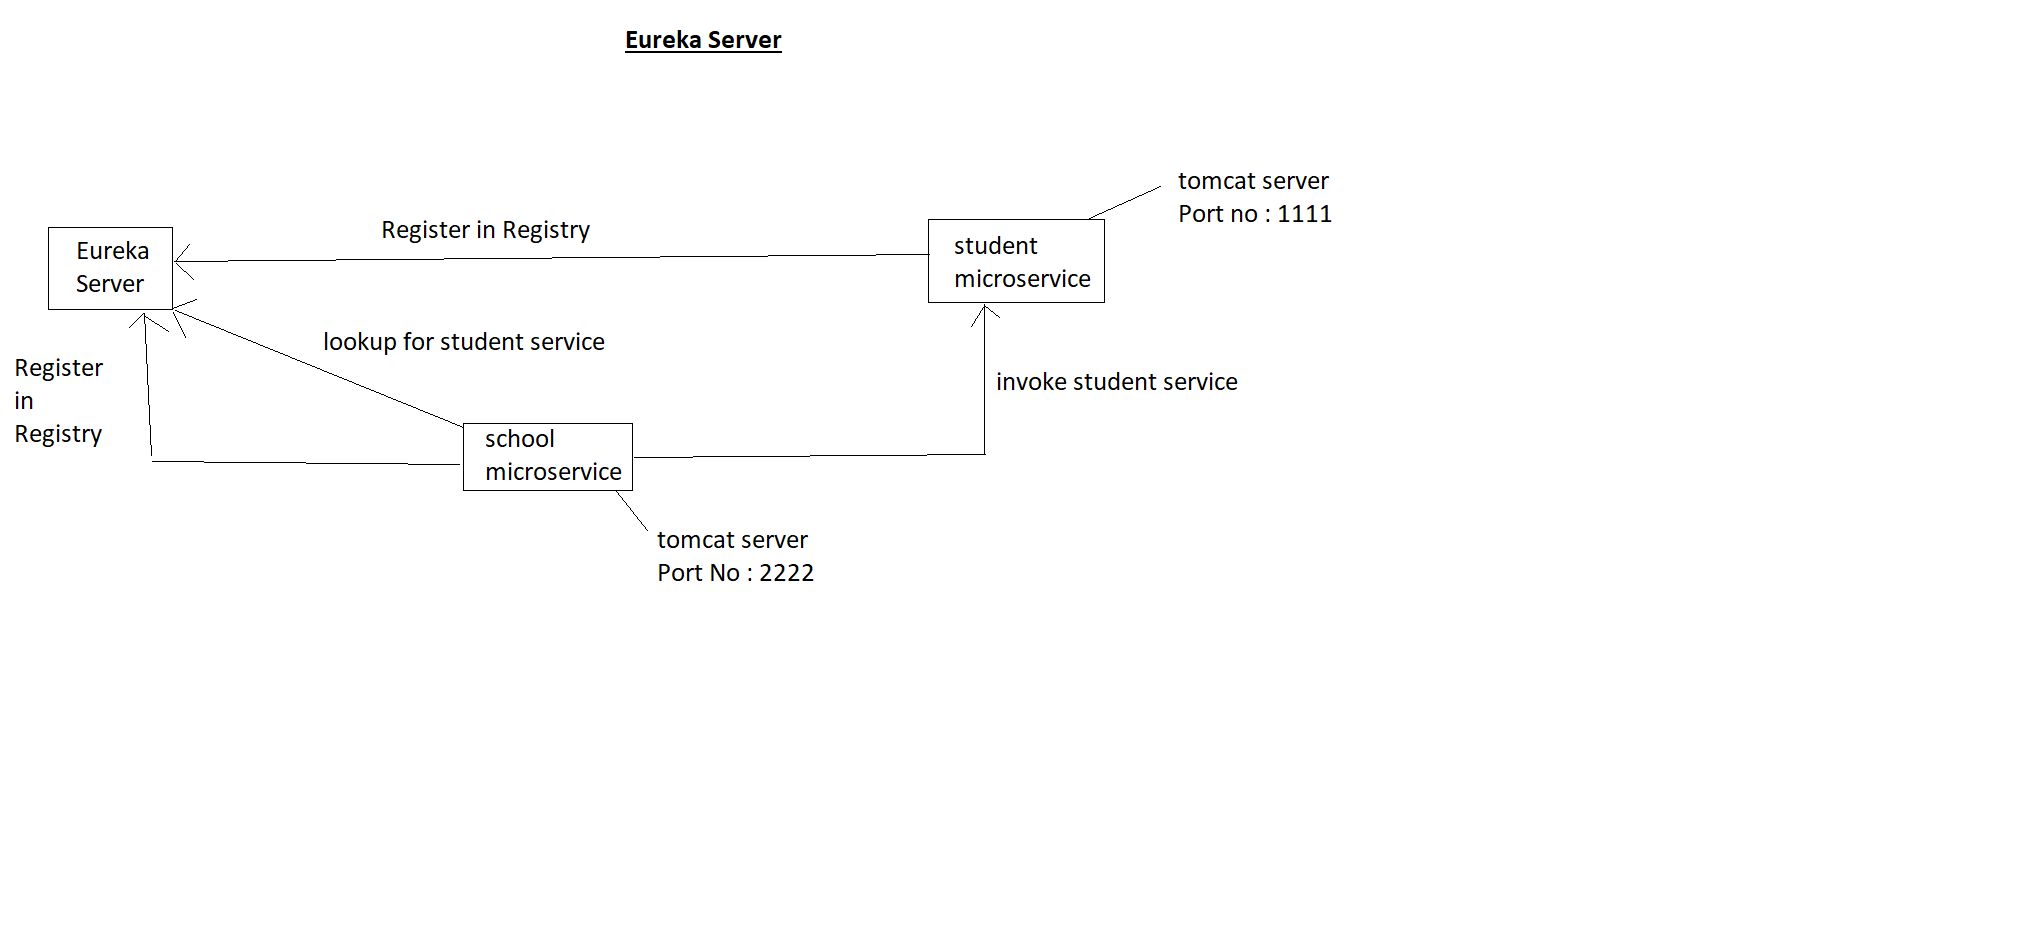 Eureka Server
tomcat server
Port no : 1111
Register in Registry
Eureka
Server
student
microservice
lookup for student service
Register
in
Registry
invoke student service
school
microservice
tomcat server
Port No : 2222